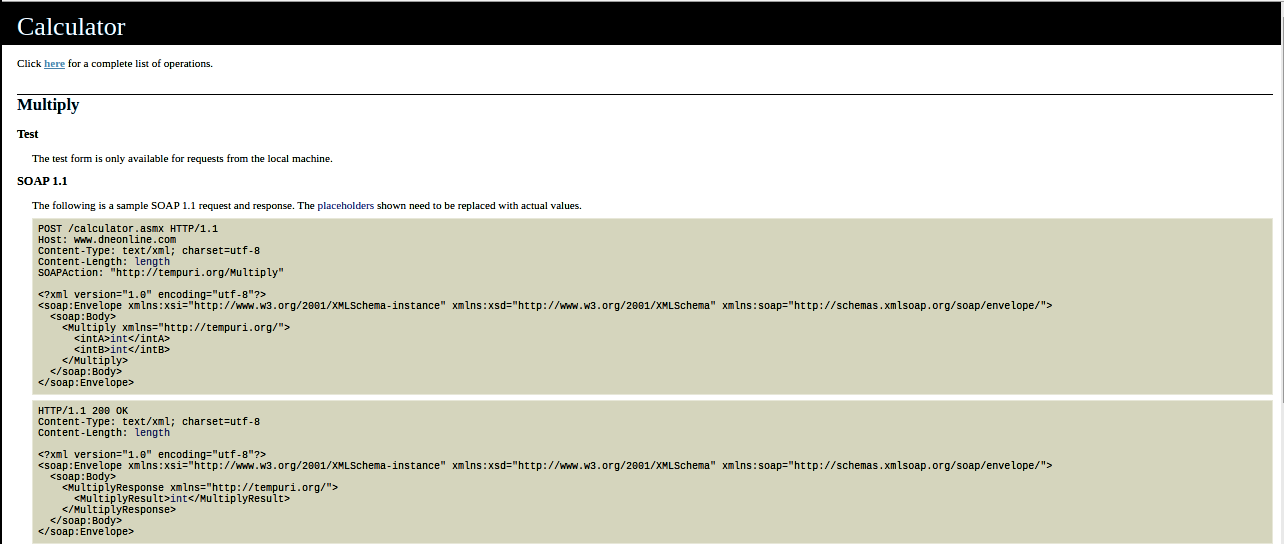 Calculator
Click here for a complete list of operations.
Multiply
Test
The test form is only available for requests from the local machine.
SOAP 1.1
The following is a sample SOAP 1.1 request and response. The placeholders shown need to be replaced with actual values.
POST /calculator.asmx HTTP/1.1
Host: www.dneonline.com
Content-Type: text/xml; charset=utf-8
Content-Length: length
SOAPAction: "http://tempuri.org/Multiply"
<?xml version="1.0" encoding="utf-8"?>
<soap:Envelope xmlns:xsi="http://www.w3.org/2001/XMLSchema-instance" xmlns:xsd="http://www.w3.org/2001/XMLSchema" xmlns:soap="http://schemas.xmlsoap.org/soap/envelope/">
  <soap:Body>
    <Multiply xmlns="http://tempuri.org/">
      <intA>int</intA>
      <intB>int</intB>
    </Multiply>
  </soap:Body>
</soap:Envelope>
HTTP/1.1 200 OK
Content-Type: text/xml; charset=utf-8
Content-Length: length
<?xml version="1.0" encoding="utf-8"?>
<soap:Envelope xmlns:xsi="http://www.w3.org/2001/XMLSchema-instance" xmlns:xsd="http://www.w3.org/2001/XMLSchema" xmlns:soap="http://schemas.xmlsoap.org/soap/envelope/">
  <soap:Body>
    <MultiplyResponse xmlns="http://tempuri.org/">
      <MultiplyResult>int</MultiplyResult>
    </MultiplyResponse>
  </soap:Body>
</soap:Envelope>